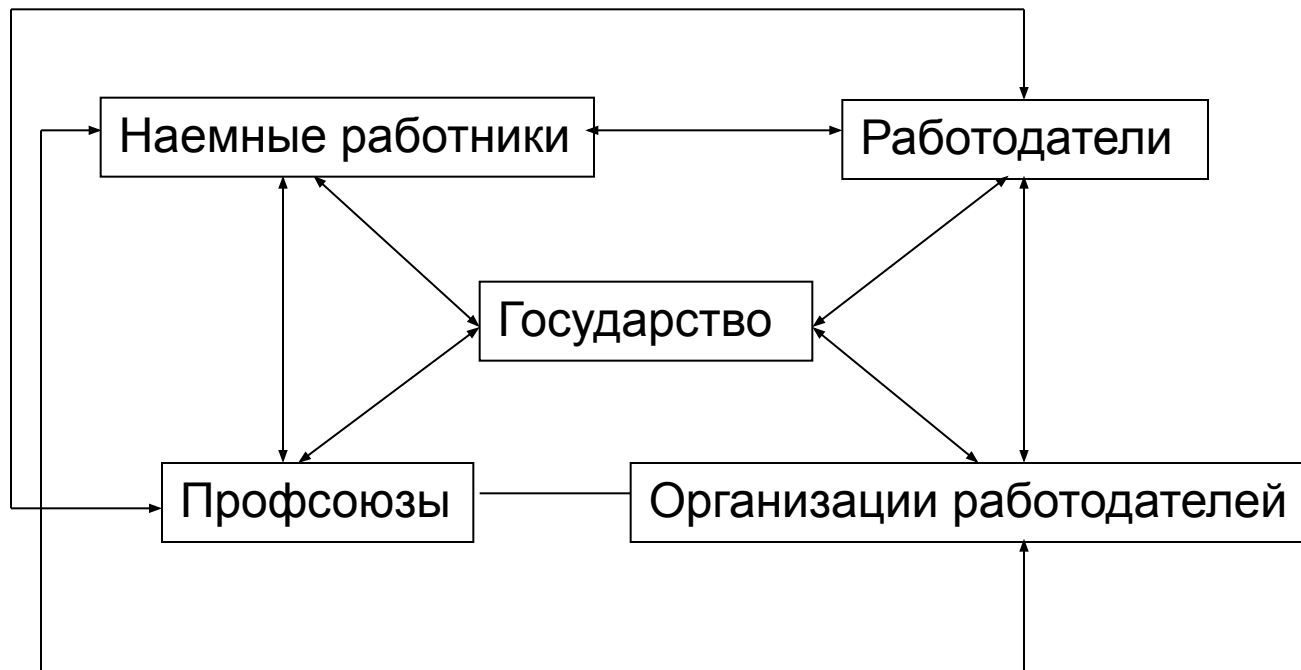 Наемные работники
Работодатели
Государство
Профсоюзы
Организации работодателей